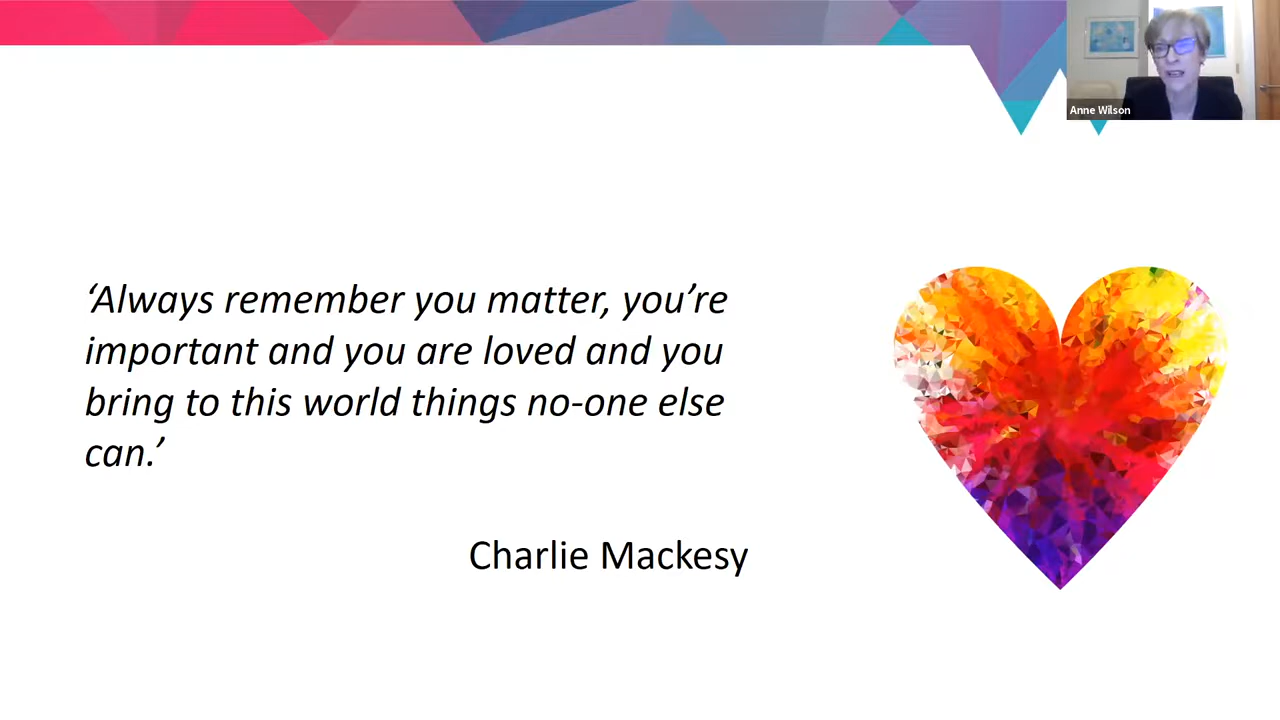 Anne Wilson
‘Always remember you matter, you’re
important and you are loved and you
bring to this world things no-one else
can.’
Charlie Mackesy